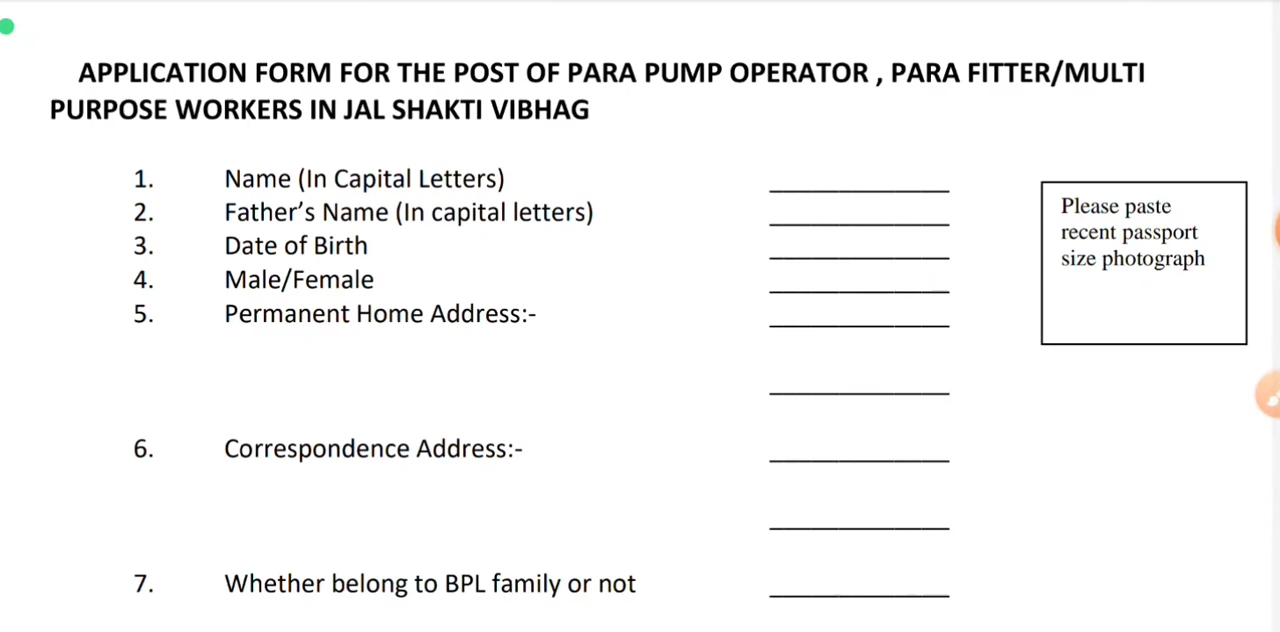 APPLICATION FORM FOR THE POST OF PARA PUMP OPERATOR , PARA FITTER/MULTI
PURPOSE WORKERS IN JAL SHAKTI VIBHAG
1. Name (In Capital Letters)
2. Father’s Name (In capital letters)
3. Date of Birth
4. Male/Female
5. Permanent Home Address:-
Please paste
recent passport
size photograph
6. Correspondence Address:-
7. Whether belong to BPL family or not